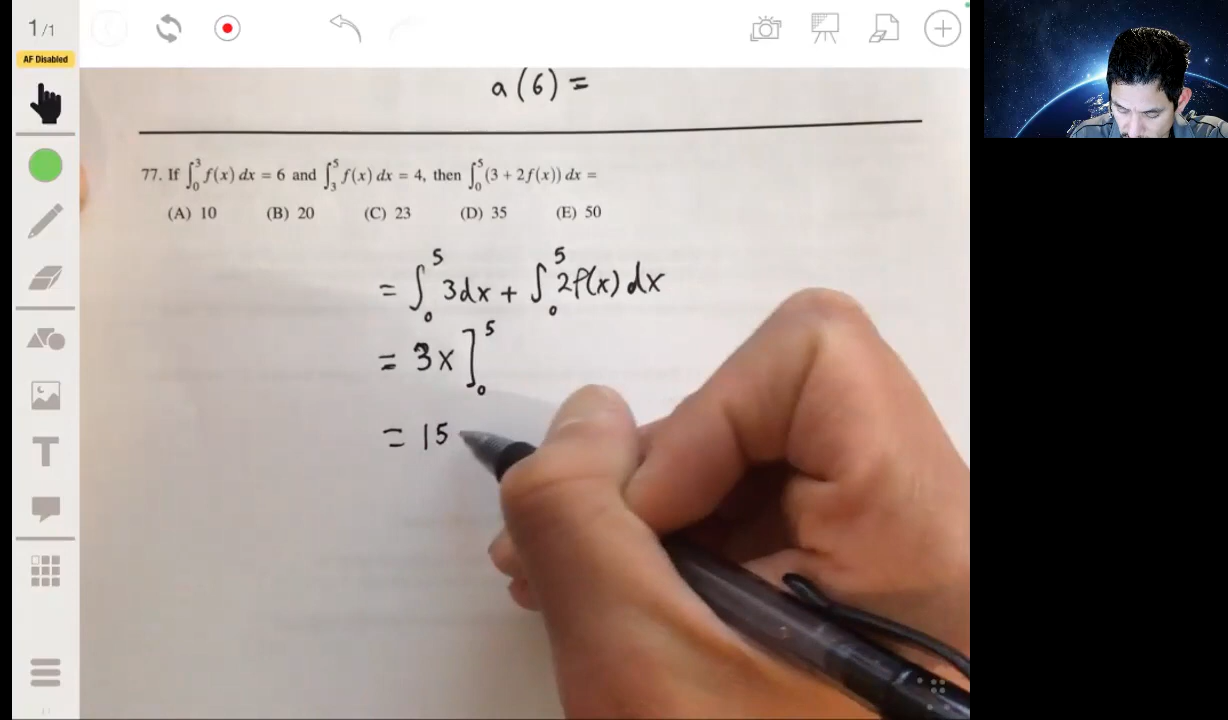 1/1
AF Disabled
a(6) =
77. If ∫₀³ f(x) dx = 6 and ∫₃⁵ f(x) dx = 4, then ∫₀⁵ (3 + 2f(x)) dx =
(A) 10 (B) 20 (C) 23 (D) 35 (E) 50
= ∫₀⁵ 3dx + ∫₀⁵ 2f(x) dx
= 3x]₀⁵
= 15
T